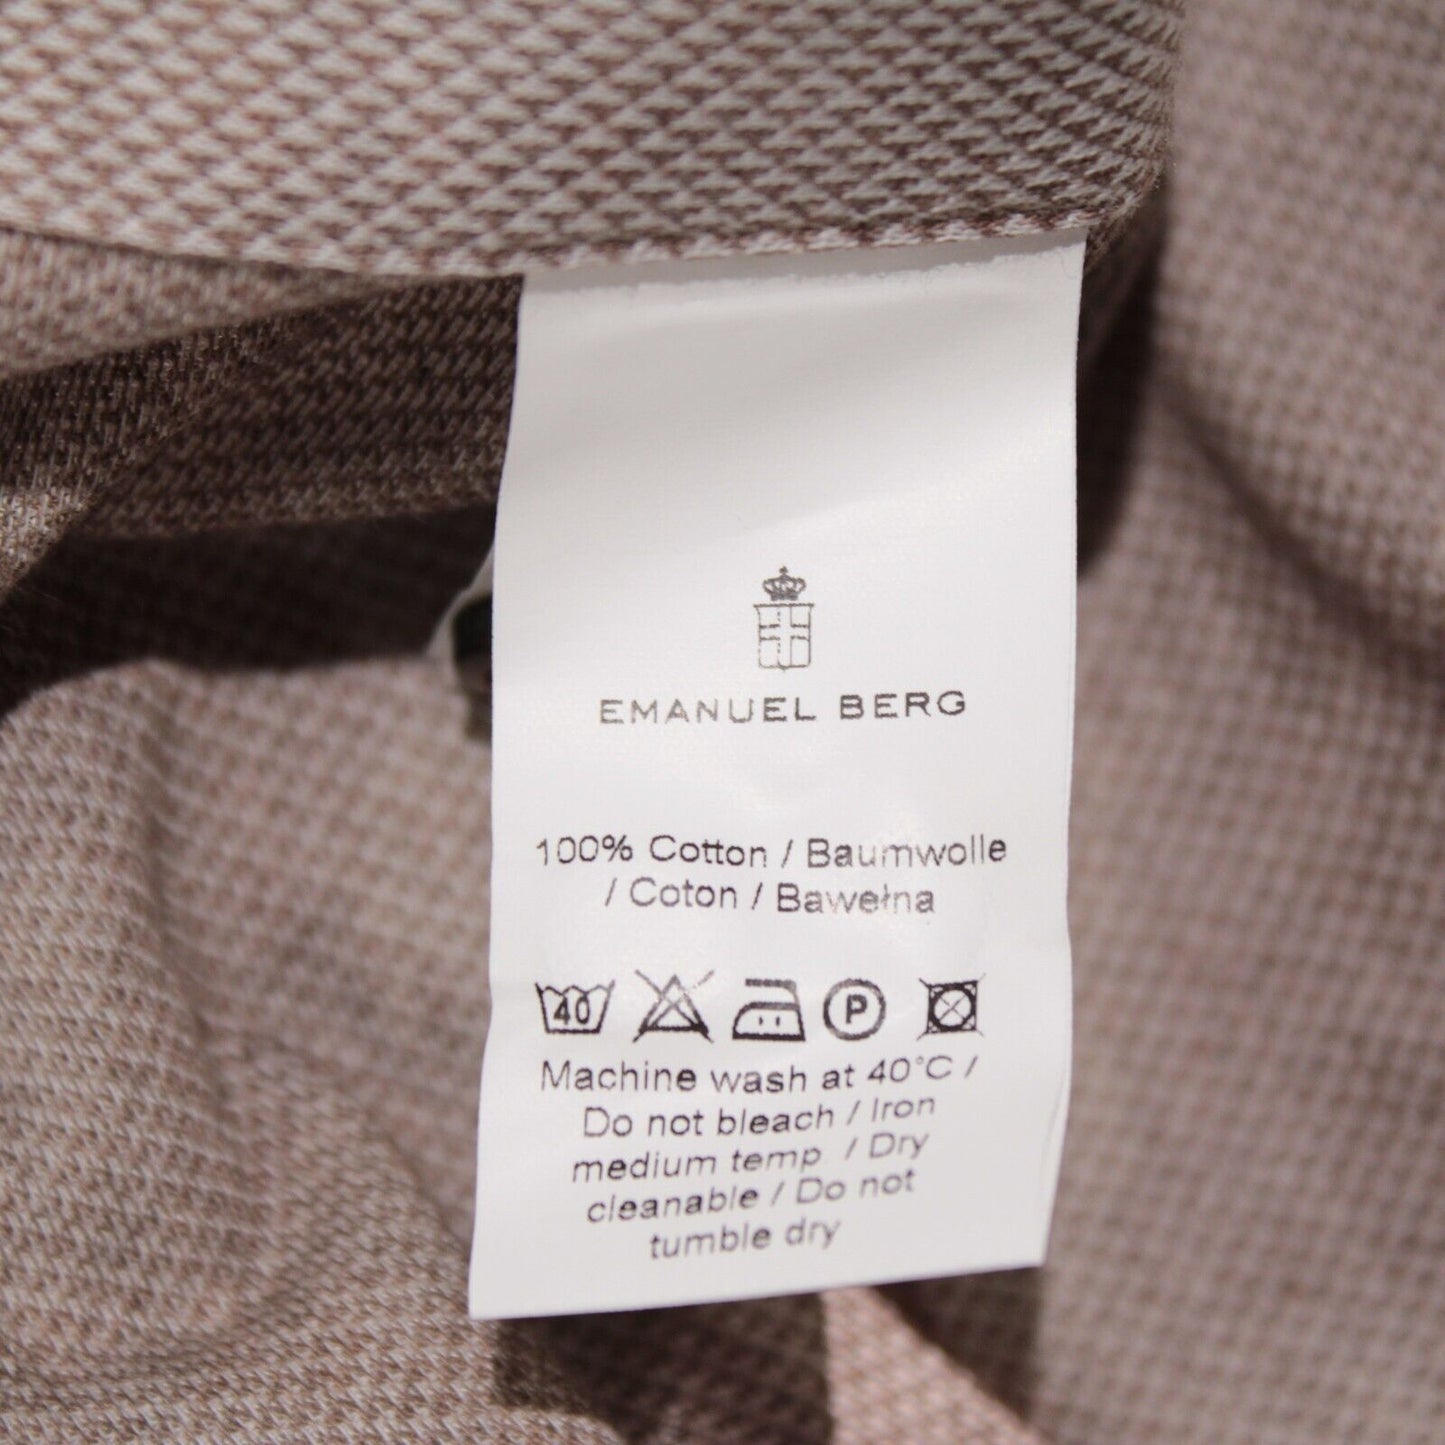 EMANUEL BERG
100% Cotton / Baumwolle
/ Coton / Bawełna
40 P
Machine wash at 40°C /
Do not bleach / Iron
medium temp. / Dry
cleanable / Do not
tumble dry